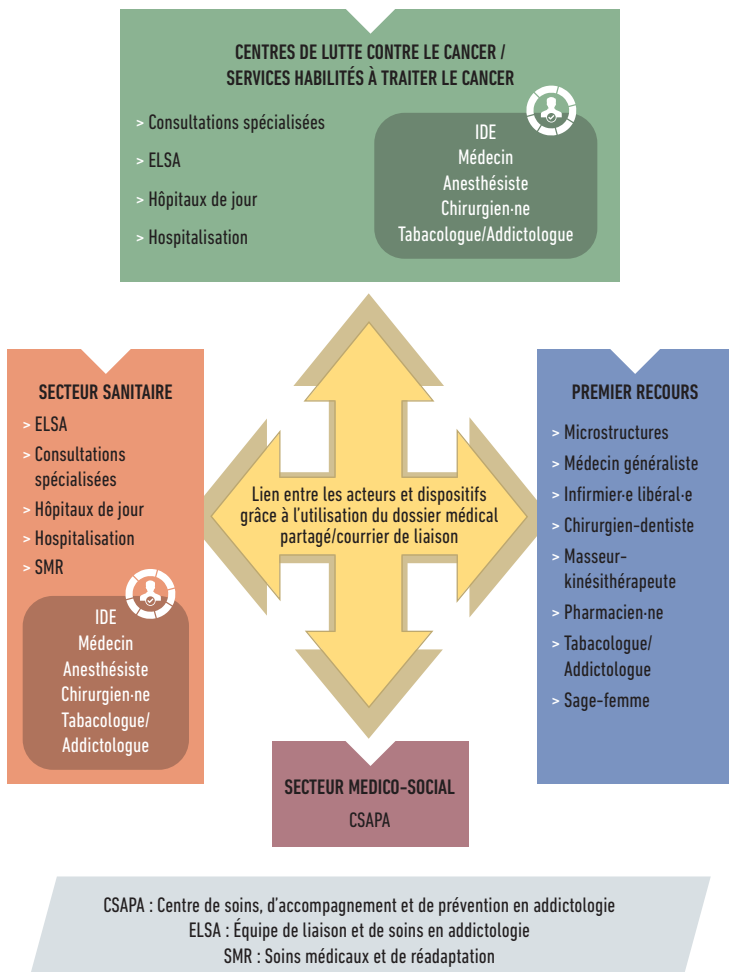 CENTRES DE LUTTE CONTRE LE CANCER /
SERVICES HABILITÉS À TRAITER LE CANCER
> Consultations spécialisées
> ELSA
> Hôpitaux de jour
> Hospitalisation
IDE
Médecin
Anesthésiste
Chirurgien·ne
Tabacologue/Addictologue
SECTEUR SANITAIRE
> ELSA
> Consultations
spécialisées
> Hôpitaux de jour
> Hospitalisation
> SMR
IDE
Médecin
Anesthésiste
Chirurgien·ne
Tabacologue/
Addictologue
Lien entre les acteurs et dispositifs
grâce à l'utilisation du dossier médical
partagé/courrier de liaison
PREMIER RECOURS
> Microstructures
> Médecin généraliste
> Infirmier·e libéral·e
> Chirurgien-dentiste
> Masseur-
kinésithérapeute
> Pharmacien·ne
> Tabacologue/
Addictologue
> Sage-femme
SECTEUR MEDICO-SOCIAL
CSAPA
CSAPA : Centre de soins, d'accompagnement et de prévention en addictologie
ELSA : Équipe de liaison et de soins en addictologie
SMR : Soins médicaux et de réadaptation